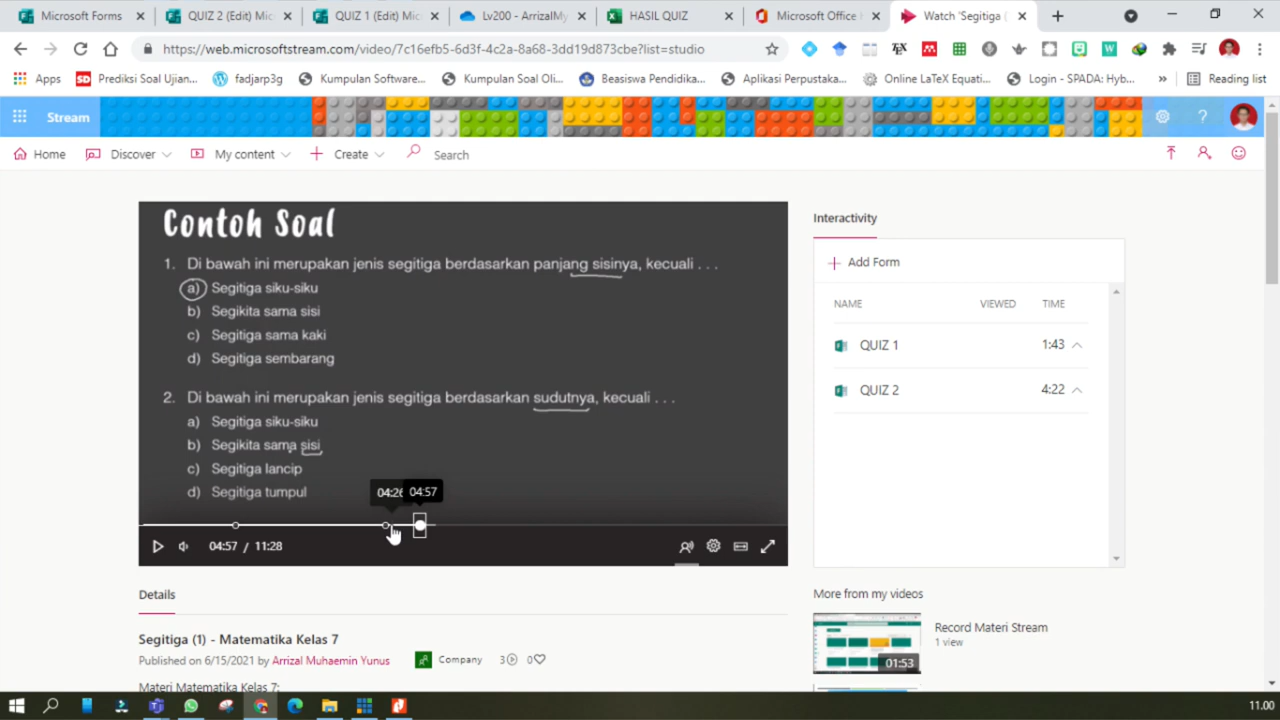 Microsoft Forms
QUIZ 2 (Edit) Mic
QUIZ 1 (Edit) Mic
Lv200 - ArrizalMy
HASIL QUIZ
Microsoft Office H
Watch 'Segitiga (
https://web.microsoftstream.com/video/7c16efb5-6d3f-4c2a-8a68-3dd19d873cbe?list=studio
Apps
Prediksi Soal Ujian...
fadjarp3g
Kumpulan Software...
Kumpulan Soal Oli...
Beasiswa Pendidika...
Aplikasi Perpustaka...
Online LaTeX Equati...
Login - SPADA: Hyb...
Reading list
Stream
Home
Discover
My content
Create
Search
Contoh Soal
1. Di bawah ini merupakan jenis segitiga berdasarkan panjang sisinya, kecuali . . .
a) Segitiga siku-siku
b) Segikita sama sisi
c) Segitiga sama kaki
d) Segitiga sembarang
2. Di bawah ini merupakan jenis segitiga berdasarkan sudutnya, kecuali . . .
a) Segitiga siku-siku
b) Segikita sama sisi
c) Segitiga lancip
d) Segitiga tumpul
04:26
04:57
04:57 / 11:28
Interactivity
Add Form
NAME VIEWED TIME
QUIZ 1 1:43
QUIZ 2 4:22
Details
Segitiga (1) - Matematika Kelas 7
Published on 6/15/2021 by Arrizal Muhaemin Yunus
Company
3
0
Materi Matematika Kelas 7:
More from my videos
Record Materi Stream
1 view
01:53
11.00